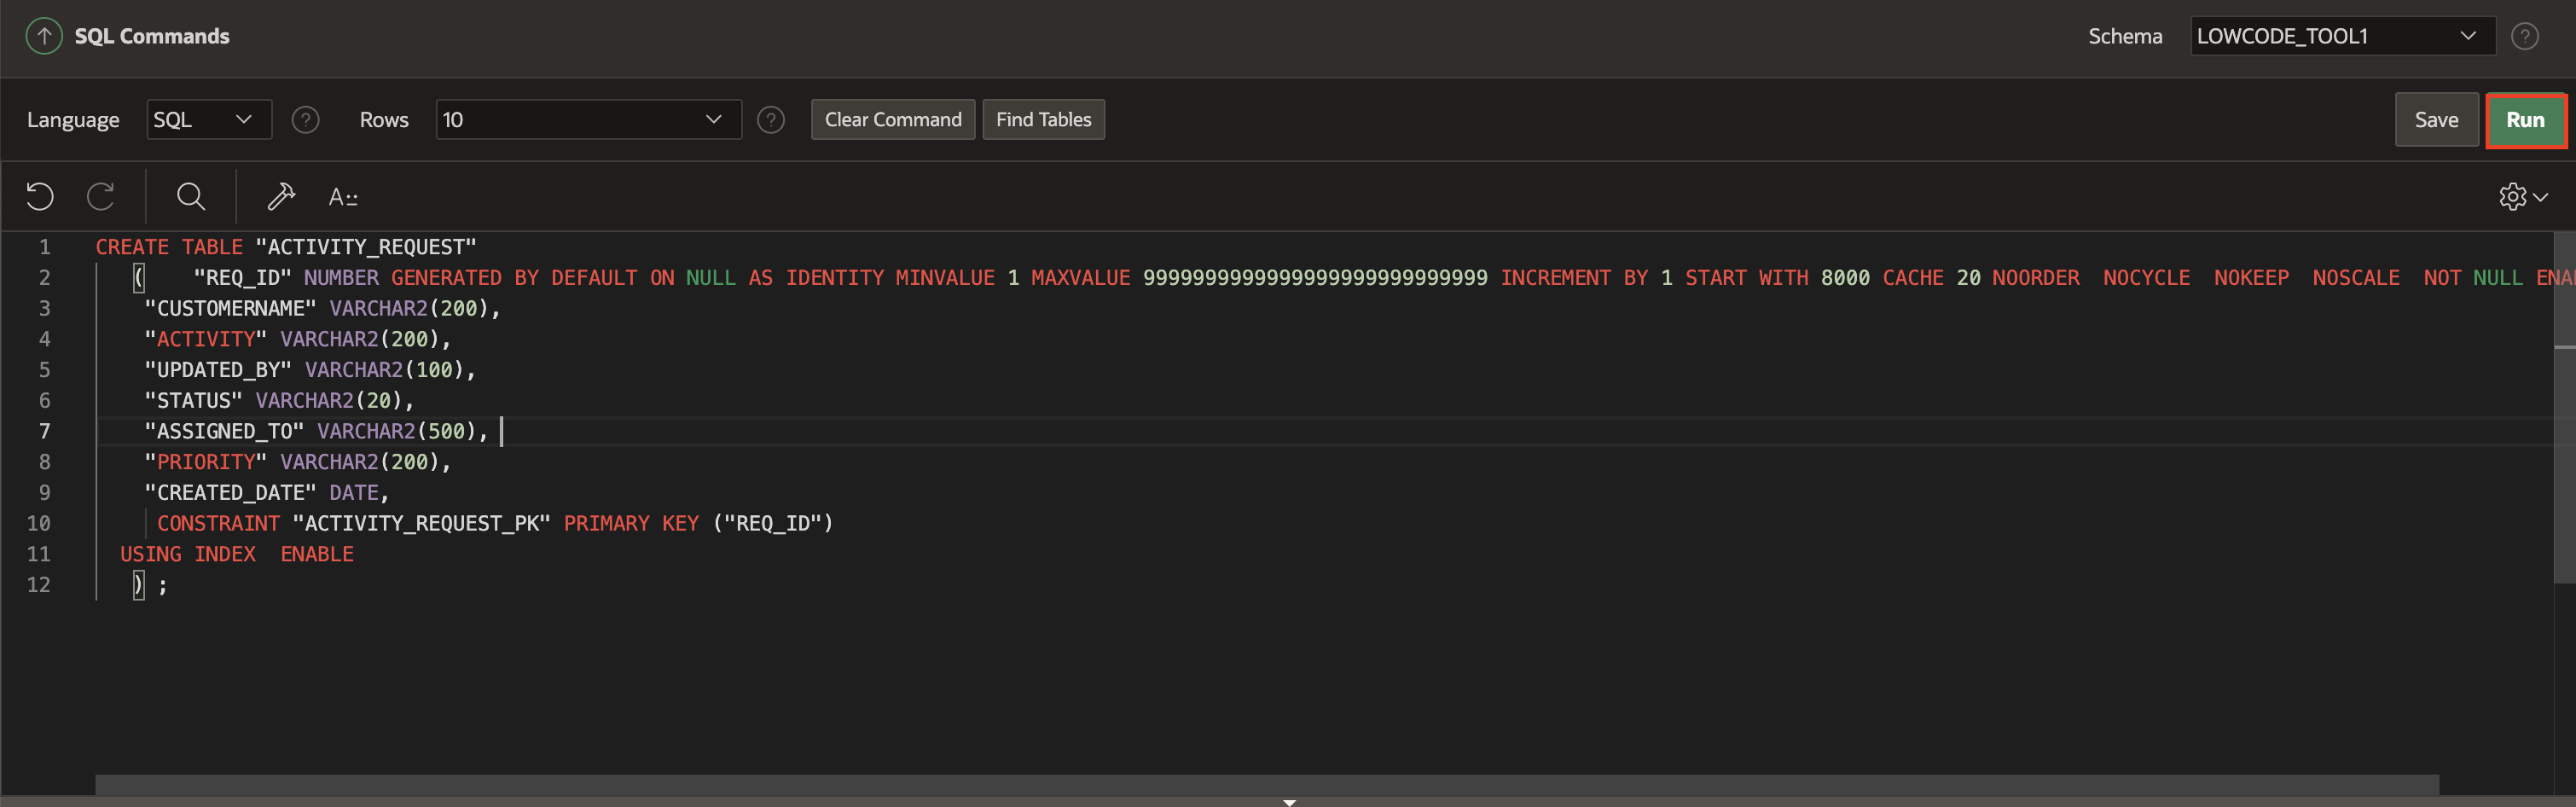 SQL Commands
Schema LOWCODE_TOOL1 ?
Language SQL ? Rows 10 ? Clear Command Find Tables Save Run
A::
1 CREATE TABLE "ACTIVITY_REQUEST"
2 ( "REQ_ID" NUMBER GENERATED BY DEFAULT ON NULL AS IDENTITY MINVALUE 1 MAXVALUE 9999999999999999999999999999 INCREMENT BY 1 START WITH 8000 CACHE 20 NOORDER NOCYCLE NOKEEP NOSCALE NOT NULL ENA
3 "CUSTOMERNAME" VARCHAR2(200),
4 "ACTIVITY" VARCHAR2(200),
5 "UPDATED_BY" VARCHAR2(100),
6 "STATUS" VARCHAR2(20),
7 "ASSIGNED_TO" VARCHAR2(500),
8 "PRIORITY" VARCHAR2(200),
9 "CREATED_DATE" DATE,
10 CONSTRAINT "ACTIVITY_REQUEST_PK" PRIMARY KEY ("REQ_ID")
11 USING INDEX ENABLE
12 ) ;